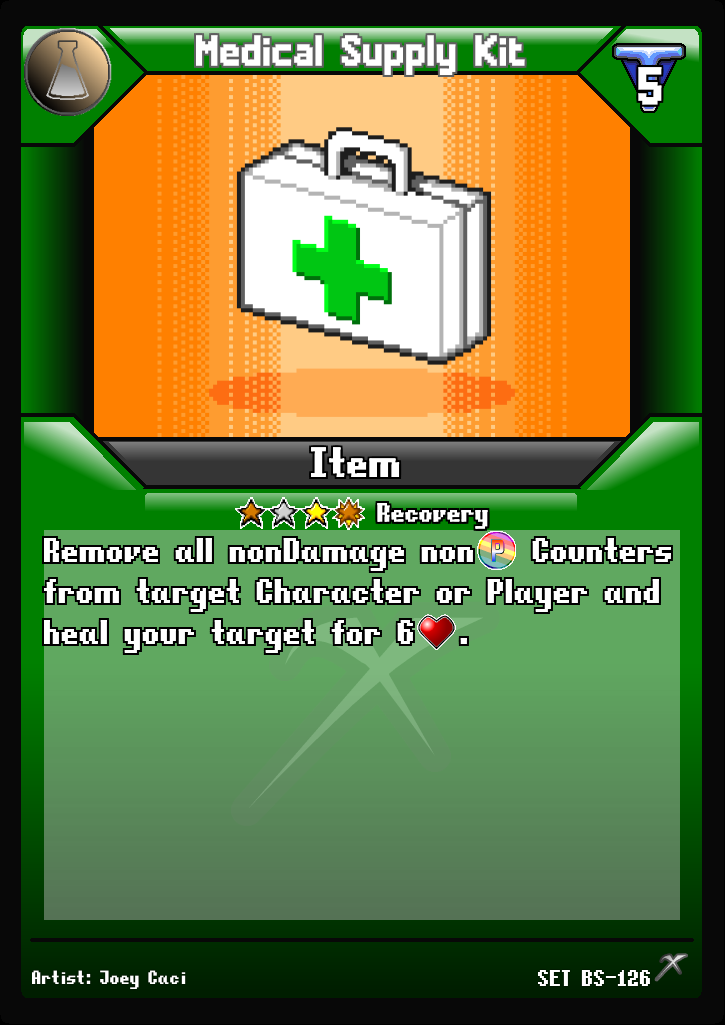 Medical Supply Kit
5
Item
Recovery
Remove all nonDamage non P Counters
from target Character or Player and
heal your target for 6 .
Artist: Joey Caci
SET BS-126